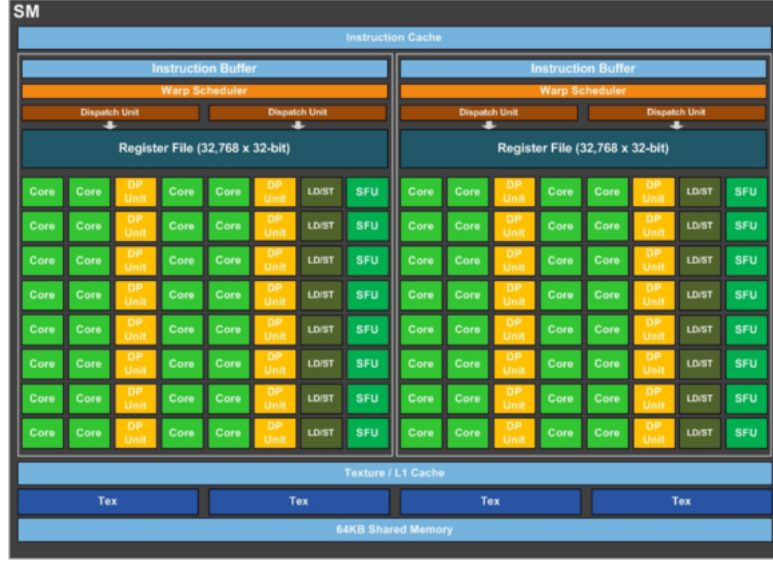 SM
Instruction Cache
Instruction Buffer Instruction Buffer
Warp Scheduler Warp Scheduler
Dispatch Unit Dispatch Unit Dispatch Unit Dispatch Unit
Register File (32,768 x 32-bit) Register File (32,768 x 32-bit)
Core Core DP Unit Core Core DP Unit LD/ST SFU Core Core DP Unit Core Core DP Unit LD/ST SFU
Core Core DP Unit Core Core DP Unit LD/ST SFU Core Core DP Unit Core Core DP Unit LD/ST SFU
Core Core DP Unit Core Core DP Unit LD/ST SFU Core Core DP Unit Core Core DP Unit LD/ST SFU
Core Core DP Unit Core Core DP Unit LD/ST SFU Core Core DP Unit Core Core DP Unit LD/ST SFU
Core Core DP Unit Core Core DP Unit LD/ST SFU Core Core DP Unit Core Core DP Unit LD/ST SFU
Core Core DP Unit Core Core DP Unit LD/ST SFU Core Core DP Unit Core Core DP Unit LD/ST SFU
Core Core DP Unit Core Core DP Unit LD/ST SFU Core Core DP Unit Core Core DP Unit LD/ST SFU
Core Core DP Unit Core Core DP Unit LD/ST SFU Core Core DP Unit Core Core DP Unit LD/ST SFU
Texture / L1 Cache
Tex Tex Tex Tex
64KB Shared Memory